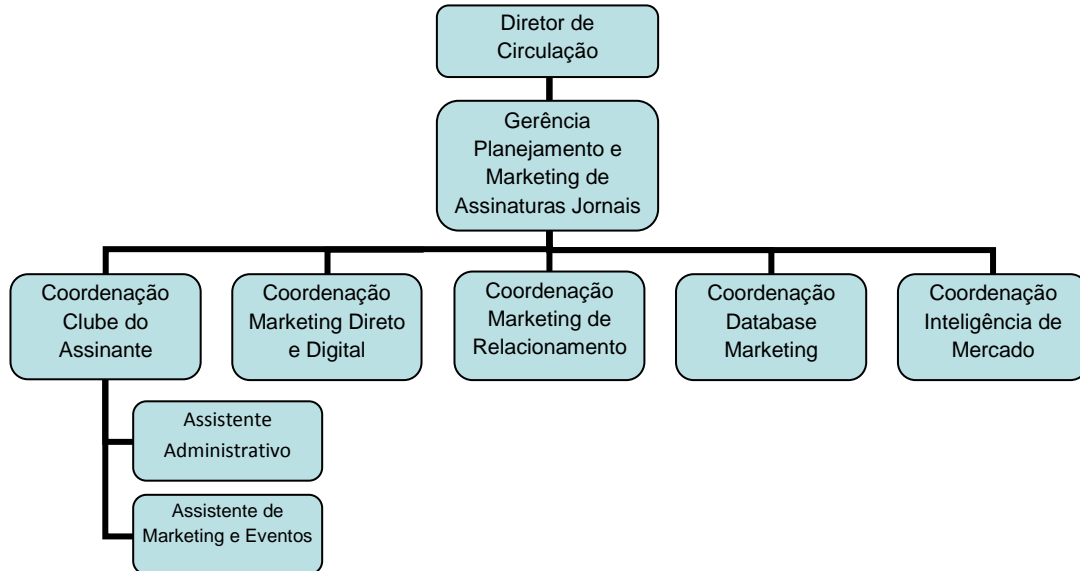 Diretor de
Circulação
Gerência
Planejamento e
Marketing de
Assinaturas Jornais
Coordenação
Clube do
Assinante
Coordenação
Marketing Direto
e Digital
Coordenação
Marketing de
Relacionamento
Coordenação
Database
Marketing
Coordenação
Inteligência de
Mercado
Assistente
Administrativo
Assistente de
Marketing e Eventos